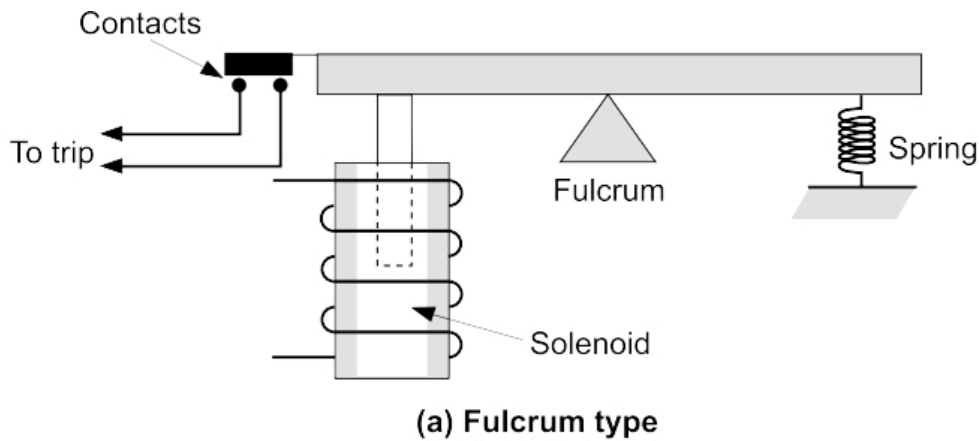 Contacts
To trip
Spring
Fulcrum
Solenoid
(a) Fulcrum type